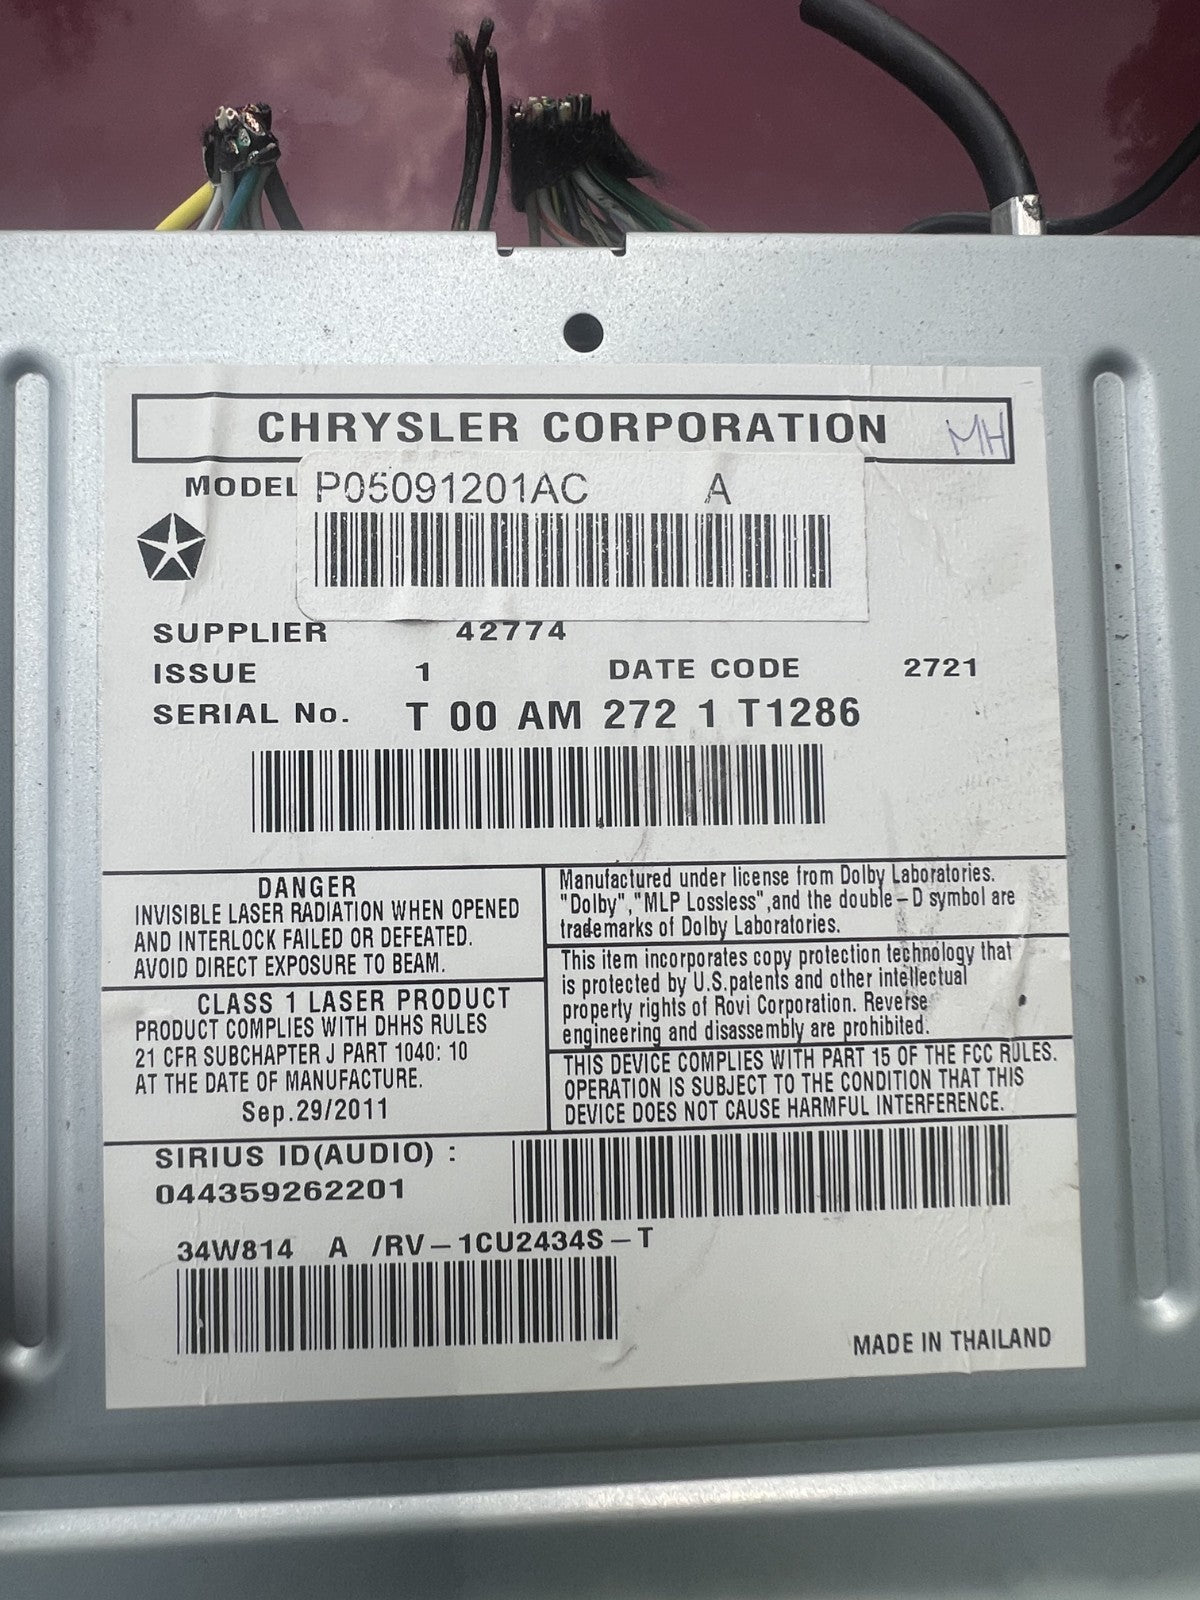 CHRYSLER CORPORATION MH
MODEL P05091201AC A
SUPPLIER 42774
ISSUE 1 DATE CODE 2721
SERIAL No. T 00 AM 272 1 T1286
DANGER
INVISIBLE LASER RADIATION WHEN OPENED
AND INTERLOCK FAILED OR DEFEATED.
AVOID DIRECT EXPOSURE TO BEAM.
CLASS 1 LASER PRODUCT
PRODUCT COMPLIES WITH DHHS RULES
21 CFR SUBCHAPTER J PART 1040: 10
AT THE DATE OF MANUFACTURE.
Sep.29/2011
Manufactured under license from Dolby Laboratories.
"Dolby","MLP Lossless",and the double-D symbol are
trademarks of Dolby Laboratories.
This item incorporates copy protection technology that
is protected by U.S.patents and other intellectual
property rights of Rovi Corporation. Reverse
engineering and disassembly are prohibited.
THIS DEVICE COMPLIES WITH PART 15 OF THE FCC RULES.
OPERATION IS SUBJECT TO THE CONDITION THAT THIS
DEVICE DOES NOT CAUSE HARMFUL INTERFERENCE.
SIRIUS ID(AUDIO) :
044359262201
34W814 A /RV-1CU2434S-T
MADE IN THAILAND